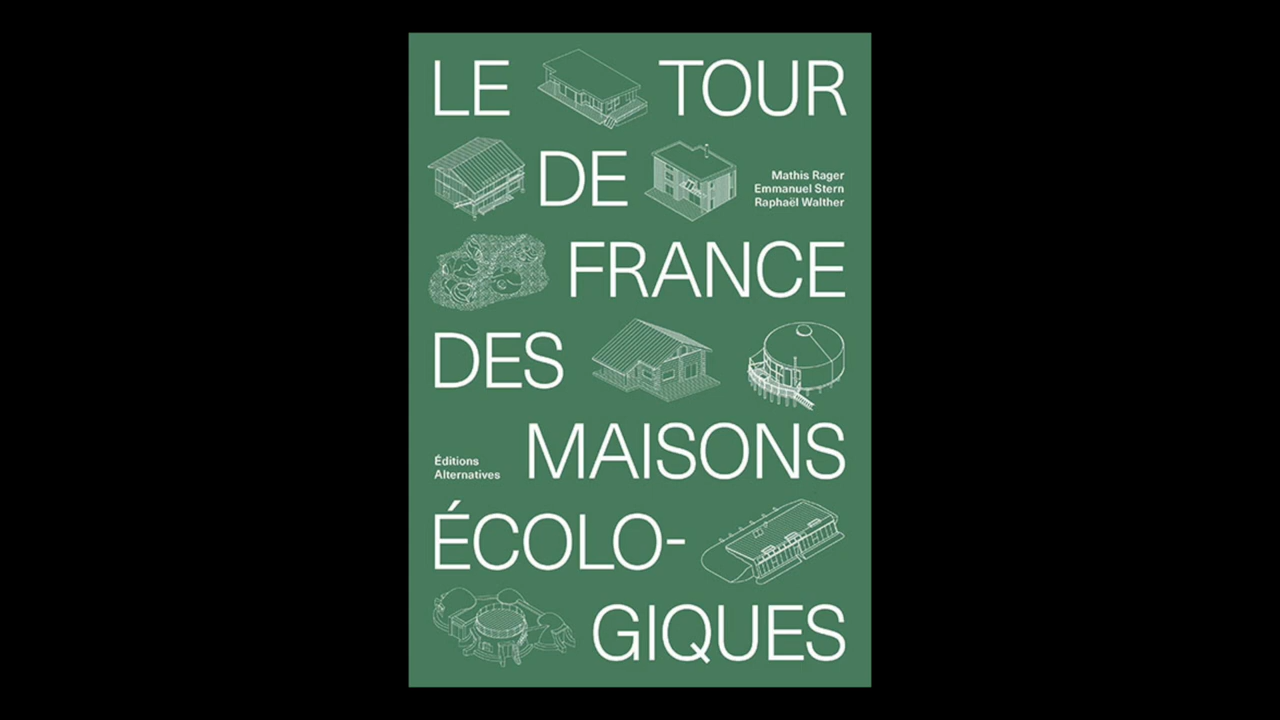 LE TOUR
DE
Mathis Rager
Emmanuel Stern
Raphaël Walther
FRANCE
DES
MAISONS
Éditions
Alternatives
ÉCOLO-
GIQUES